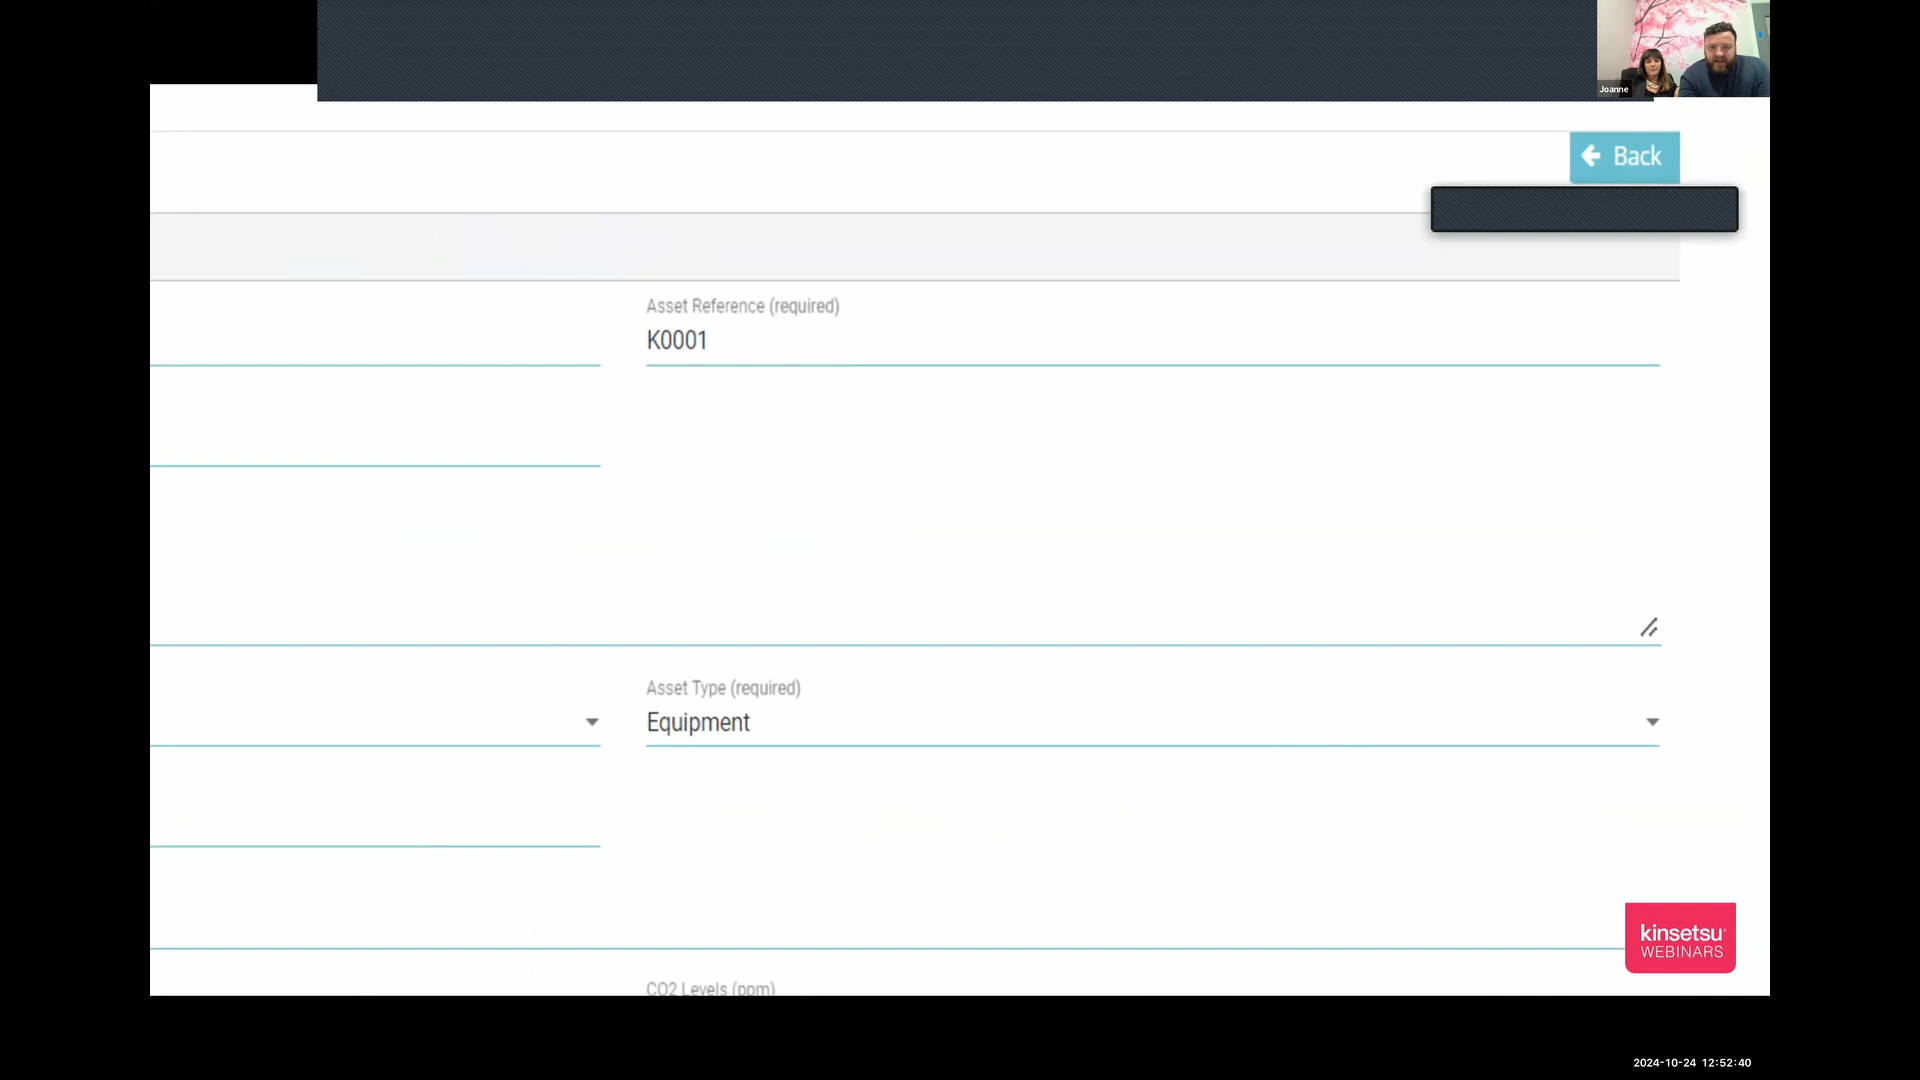 Joanne
Back
Asset Reference (required)
K0001
Asset Type (required)
Equipment
kinsetsu
WEBINARS
CO2 Levels (ppm)
2024-10-24 12:52:40